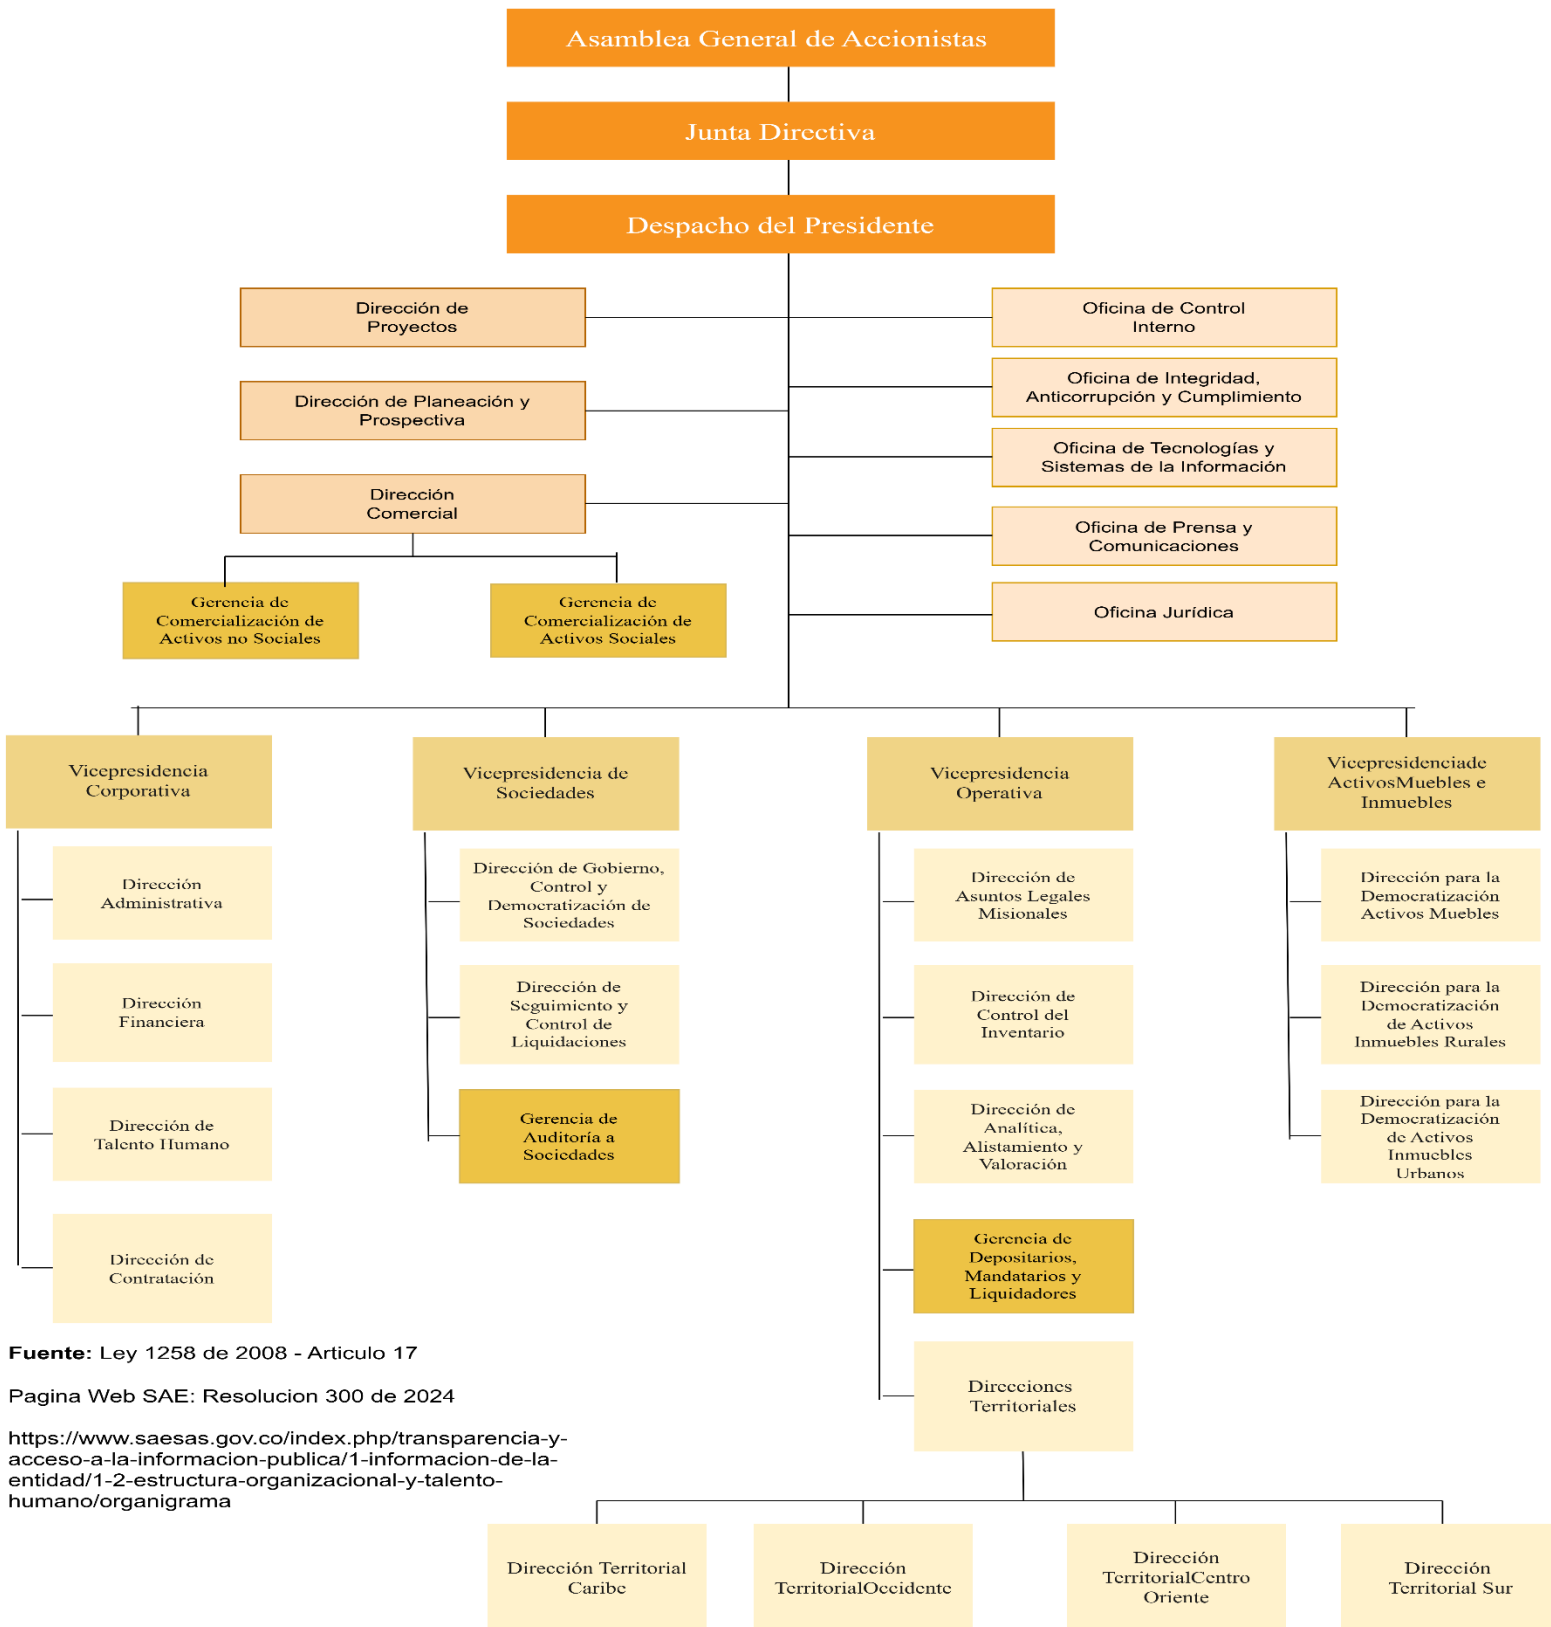 Asamblea General de Accionistas
Junta Directiva
Despacho del Presidente
Dirección de
Proyectos
Oficina de Control
Interno
Oficina de Integridad,
Anticorrupción y Cumplimiento
Dirección de Planeación y
Prospectiva
Oficina de Tecnologías y
Sistemas de la Información
Dirección
Comercial
Oficina de Prensa y
Comunicaciones
Gerencia de
Comercialización de
Activos no Sociales
Gerencia de
Comercialización de
Activos Sociales
Oficina Jurídica
Vicepresidencia
Corporativa
Vicepresidencia de
Sociedades
Vicepresidencia
Operativa
Vicepresidenciade
ActivosMuebles e
Inmuebles
Dirección
Administrativa
Dirección de Gobierno,
Control y
Democratización de
Sociedades
Dirección de
Asuntos Legales
Misionales
Dirección para la
Democratización
Activos Muebles
Dirección
Financiera
Dirección de
Seguimiento y
Control de
Liquidaciones
Dirección de
Control del
Inventario
Dirección para la
Democratización
de Activos
Inmuebles Rurales
Dirección de
Talento Humano
Gerencia de
Auditoría a
Sociedades
Dirección de
Analítica,
Alistamiento y
Valoración
Dirección para la
Democratización
de Activos
Inmuebles
Urbanos
Dirección de
Contratación
Gerencia de
Depositarios,
Mandatarios y
Liquidadores
Direcciones
Territoriales
Fuente: Ley 1258 de 2008 - Articulo 17
Pagina Web SAE: Resolucion 300 de 2024
https://www.saesas.gov.co/index.php/transparencia-y-
acceso-a-la-informacion-publica/1-informacion-de-la-
entidad/1-2-estructura-organizacional-y-talento-
humano/organigrama
Dirección Territorial
Caribe
Dirección
TerritorialOccidente
Dirección
TerritorialCentro
Oriente
Dirección
Territorial Sur